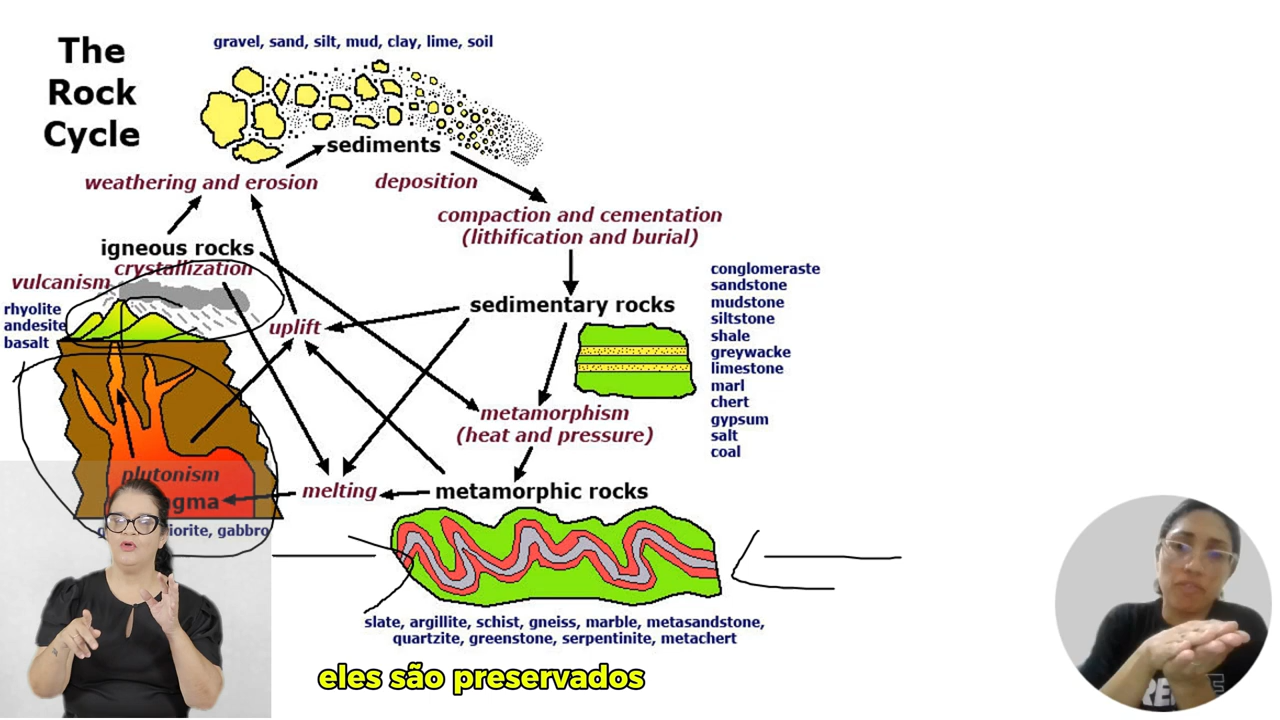 The
Rock
Cycle
gravel, sand, silt, mud, clay, lime, soil
sediments
weathering and erosion
deposition
compaction and cementation
(lithification and burial)
igneous rocks
crystallization
vulcanism
rhyolite
andesite
basalt
uplift
sedimentary rocks
conglomeraste
sandstone
mudstone
siltstone
shale
greywacke
limestone
marl
chert
gypsum
salt
coal
metamorphism
(heat and pressure)
plutonism
melting
metamorphic rocks
gabbro
slate, argillite, schist, gneiss, marble, metasandstone,
quartzite, greenstone, serpentinite, metachert
eles são preservados